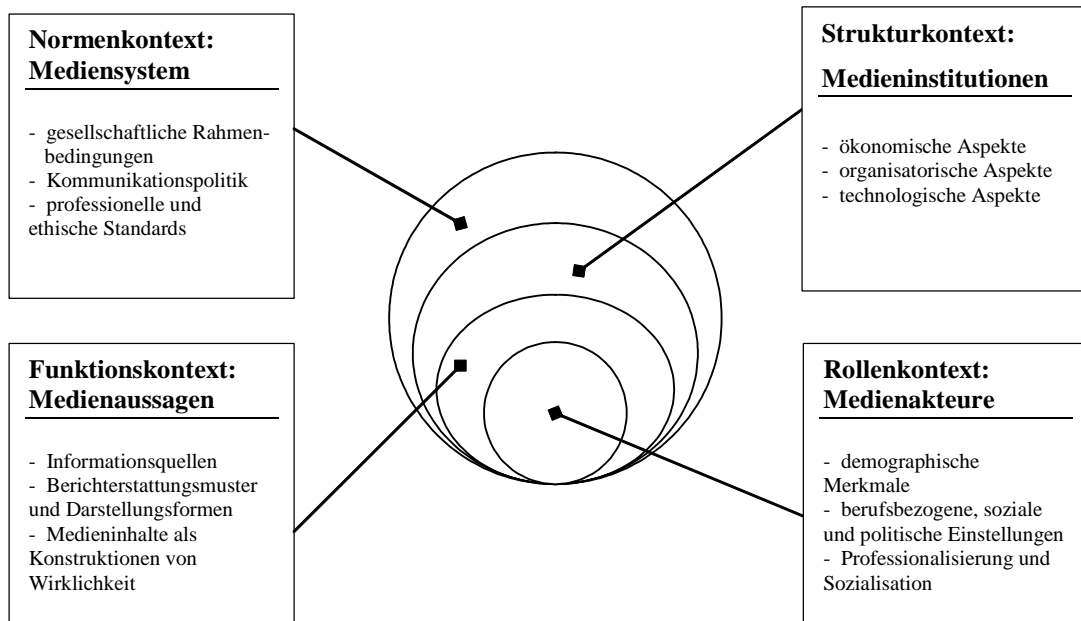 Normenkontext:
Mediensystem
- gesellschaftliche Rahmen-
bedingungen
- Kommunikationspolitik
- professionelle und
ethische Standards
Strukturkontext:
Medieninstitutionen
- ökonomische Aspekte
- organisatorische Aspekte
- technologische Aspekte
Funktionskontext:
Medienaussagen
- Informationsquellen
- Berichterstattungsmuster
und Darstellungsformen
- Medieninhalte als
Konstruktionen von
Wirklichkeit
Rollenkontext:
Medienakteure
- demographische
Merkmale
- berufsbezogene, soziale
und politische Einstellungen
- Professionalisierung und
Sozialisation